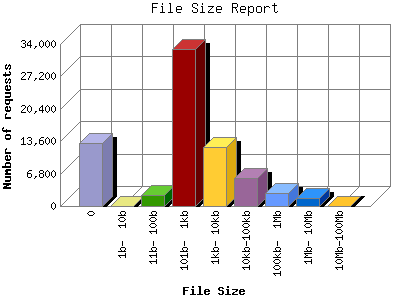 File Size Report
Number of requests
34,000
27,200
20,400
13,600
6,800
0
0
1b- 10b
11b- 100b
101b- 1kb
1kb- 10kb
10kb-100kb
100kb- 1Mb
1Mb- 10Mb
10Mb-100Mb
File Size